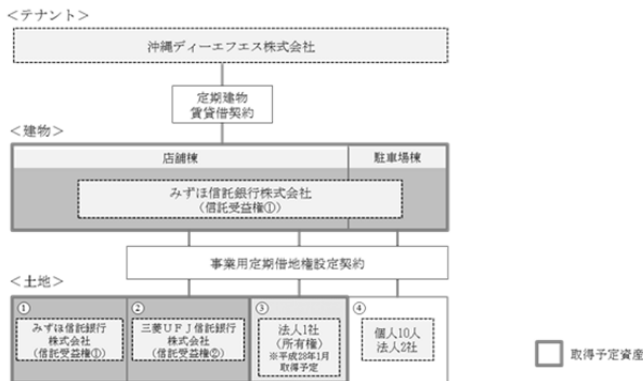 ＜テナント＞
沖縄ディーエフエス株式会社
定期建物
賃貸借契約
＜建物＞
店舗棟
駐車場棟
みずほ信託銀行株式会社
（信託受益権①）
事業用定期借地権設定契約
＜土地＞
①
みずほ信託銀行
株式会社
（信託受益権①）
②
三菱ＵＦＪ信託銀行
株式会社
（信託受益権②）
③
法人1社
（所有権）
※平成28年1月
取得予定
④
個人10人
法人2社
取得予定資産